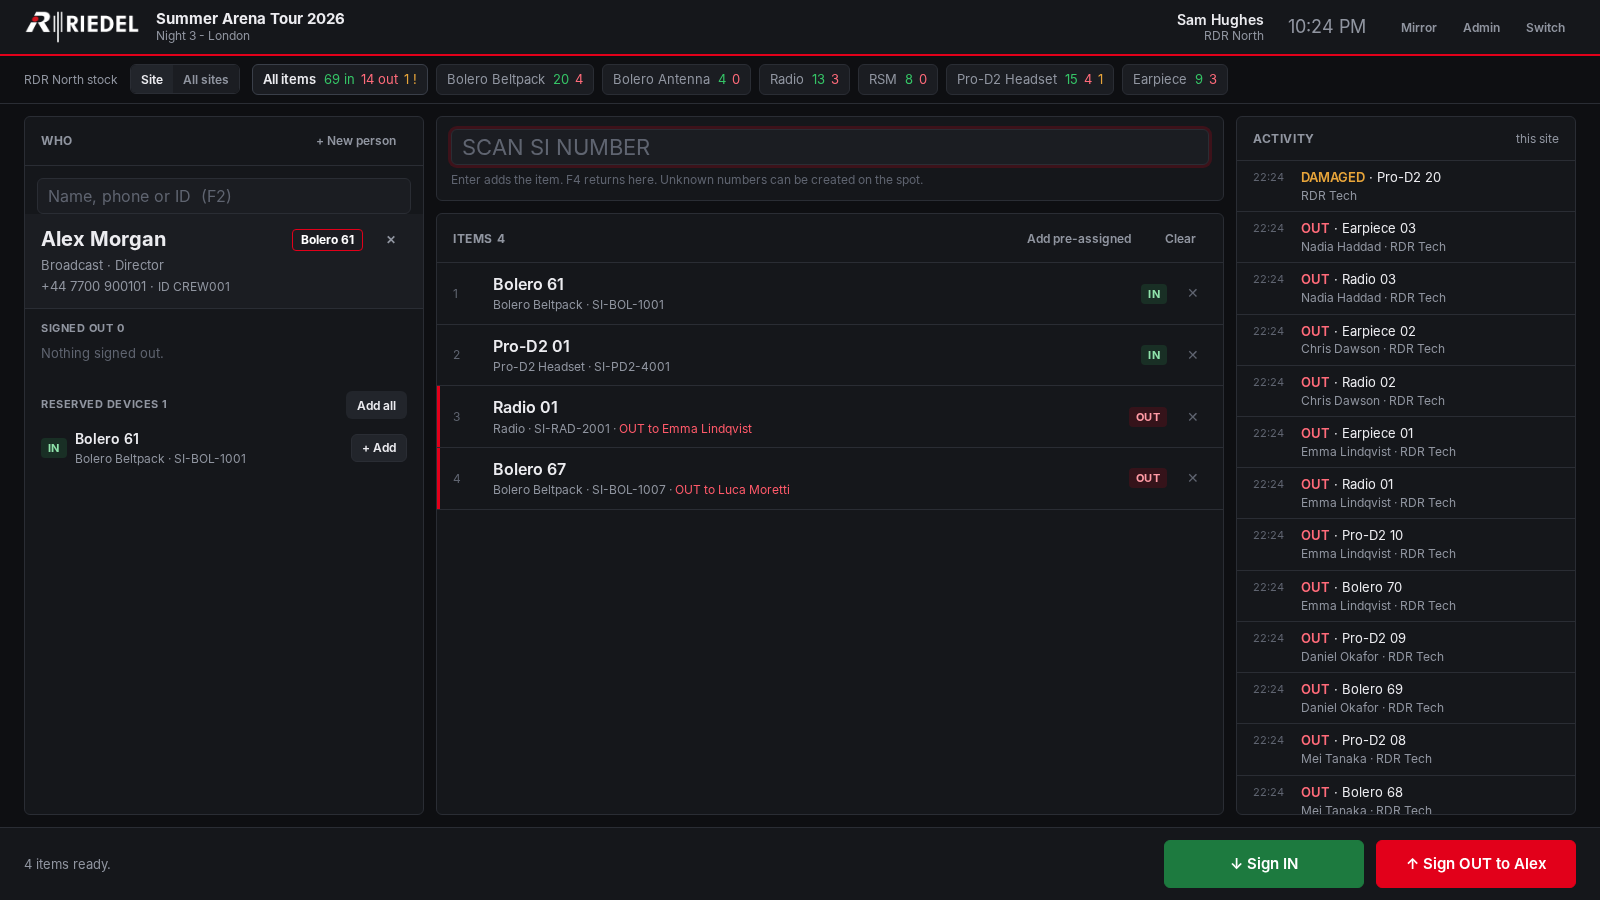 RIEDEL
Summer Arena Tour 2026
Night 3 - London
Sam Hughes
RDR North
10:24 PM
Mirror
Admin
Switch
RDR North stock
Site
All sites
All items 69 in 14 out 1 !
Bolero Beltpack 20 4
Bolero Antenna 4 0
Radio 13 3
RSM 8 0
Pro-D2 Headset 15 4 1
Earpiece 9 3
WHO
+ New person
Name, phone or ID (F2)
Alex Morgan
Bolero 61
×
Broadcast · Director
+44 7700 900101 · ID CREW001
SIGNED OUT 0
Nothing signed out.
RESERVED DEVICES 1
Add all
IN
Bolero 61
Bolero Beltpack · SI-BOL-1001
+ Add
SCAN SI NUMBER
Enter adds the item. F4 returns here. Unknown numbers can be created on the spot.
ITEMS 4
Add pre-assigned
Clear
1
Bolero 61
Bolero Beltpack · SI-BOL-1001
IN
×
2
Pro-D2 01
Pro-D2 Headset · SI-PD2-4001
IN
×
3
Radio 01
Radio · SI-RAD-2001 · OUT to Emma Lindqvist
OUT
×
4
Bolero 67
Bolero Beltpack · SI-BOL-1007 · OUT to Luca Moretti
OUT
×
ACTIVITY
this site
22:24 DAMAGED · Pro-D2 20
RDR Tech
22:24 OUT · Earpiece 03
Nadia Haddad · RDR Tech
22:24 OUT · Radio 03
Nadia Haddad · RDR Tech
22:24 OUT · Earpiece 02
Chris Dawson · RDR Tech
22:24 OUT · Radio 02
Chris Dawson · RDR Tech
22:24 OUT · Earpiece 01
Emma Lindqvist · RDR Tech
22:24 OUT · Radio 01
Emma Lindqvist · RDR Tech
22:24 OUT · Pro-D2 10
Emma Lindqvist · RDR Tech
22:24 OUT · Bolero 70
Emma Lindqvist · RDR Tech
22:24 OUT · Pro-D2 09
Daniel Okafor · RDR Tech
22:24 OUT · Bolero 69
Daniel Okafor · RDR Tech
22:24 OUT · Pro-D2 08
Mei Tanaka · RDR Tech
22:24 OUT · Bolero 68
Mei Tanaka · RDR Tech
4 items ready.
↓ Sign IN
↑ Sign OUT to Alex